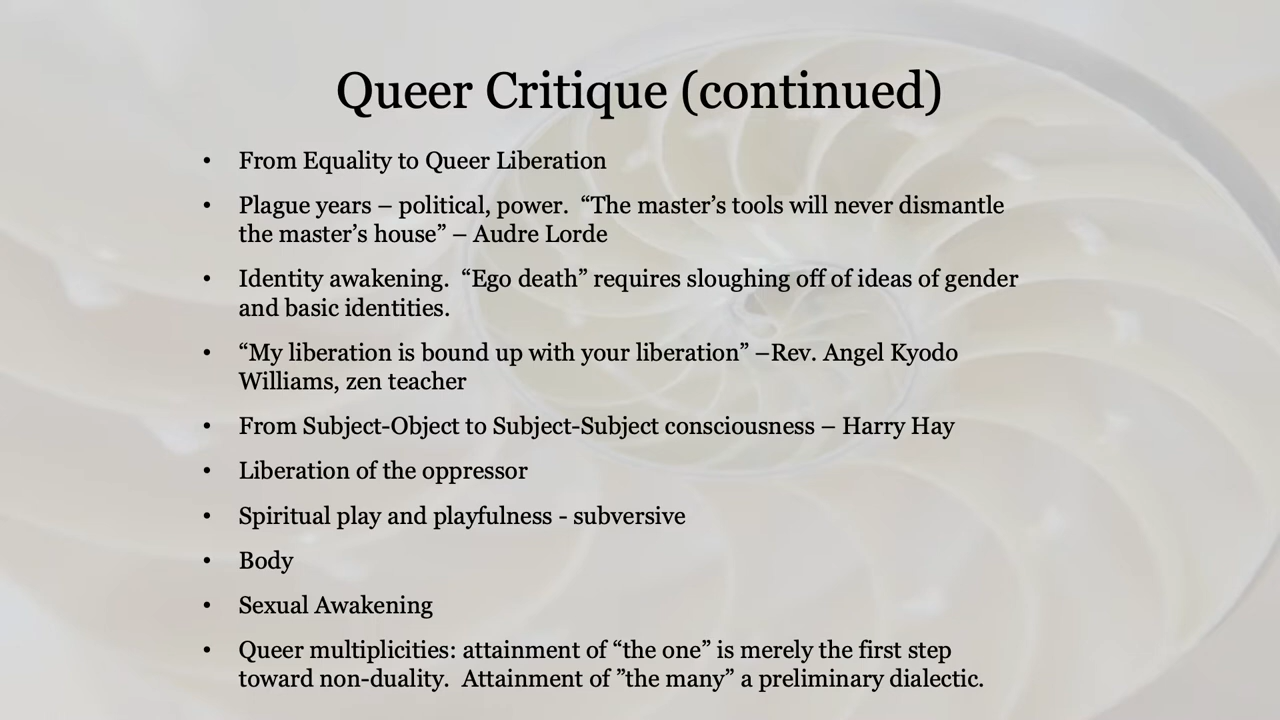 Queer Critique (continued)
• From Equality to Queer Liberation
• Plague years – political, power.  “The master’s tools will never dismantle
the master’s house” – Audre Lorde
• Identity awakening.  “Ego death” requires sloughing off of ideas of gender
and basic identities.
• “My liberation is bound up with your liberation” –Rev. Angel Kyodo
Williams, zen teacher
• From Subject-Object to Subject-Subject consciousness – Harry Hay
• Liberation of the oppressor
• Spiritual play and playfulness - subversive
• Body
• Sexual Awakening
• Queer multiplicities: attainment of “the one” is merely the first step
toward non-duality.  Attainment of ”the many” a preliminary dialectic.